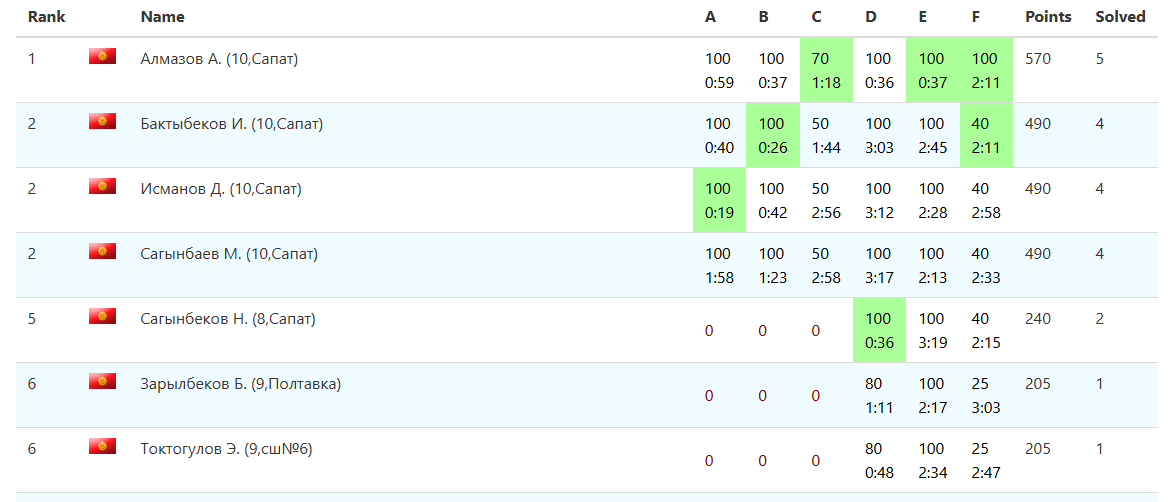 Rank Name A B C D E F Points Solved
1 Алмазов А. (10,Сапат) 100 100 70 100 100 100 570 5
0:59 0:37 1:18 0:36 0:37 2:11
2 Бактыбеков И. (10,Сапат) 100 100 50 100 100 40 490 4
0:40 0:26 1:44 3:03 2:45 2:11
2 Исманов Д. (10,Сапат) 100 100 50 100 100 40 490 4
0:19 0:42 2:56 3:12 2:28 2:58
2 Сагынбаев М. (10,Сапат) 100 100 50 100 100 40 490 4
1:58 1:23 2:58 3:17 2:13 2:33
5 Сагынбеков Н. (8,Сапат) 0 0 0 100 100 40 240 2
0:36 3:19 2:15
6 Зарылбеков Б. (9,Полтавка) 0 0 0 80 100 25 205 1
1:11 2:17 3:03
6 Токтогулов Э. (9,сш№6) 0 0 0 80 100 25 205 1
0:48 2:34 2:47